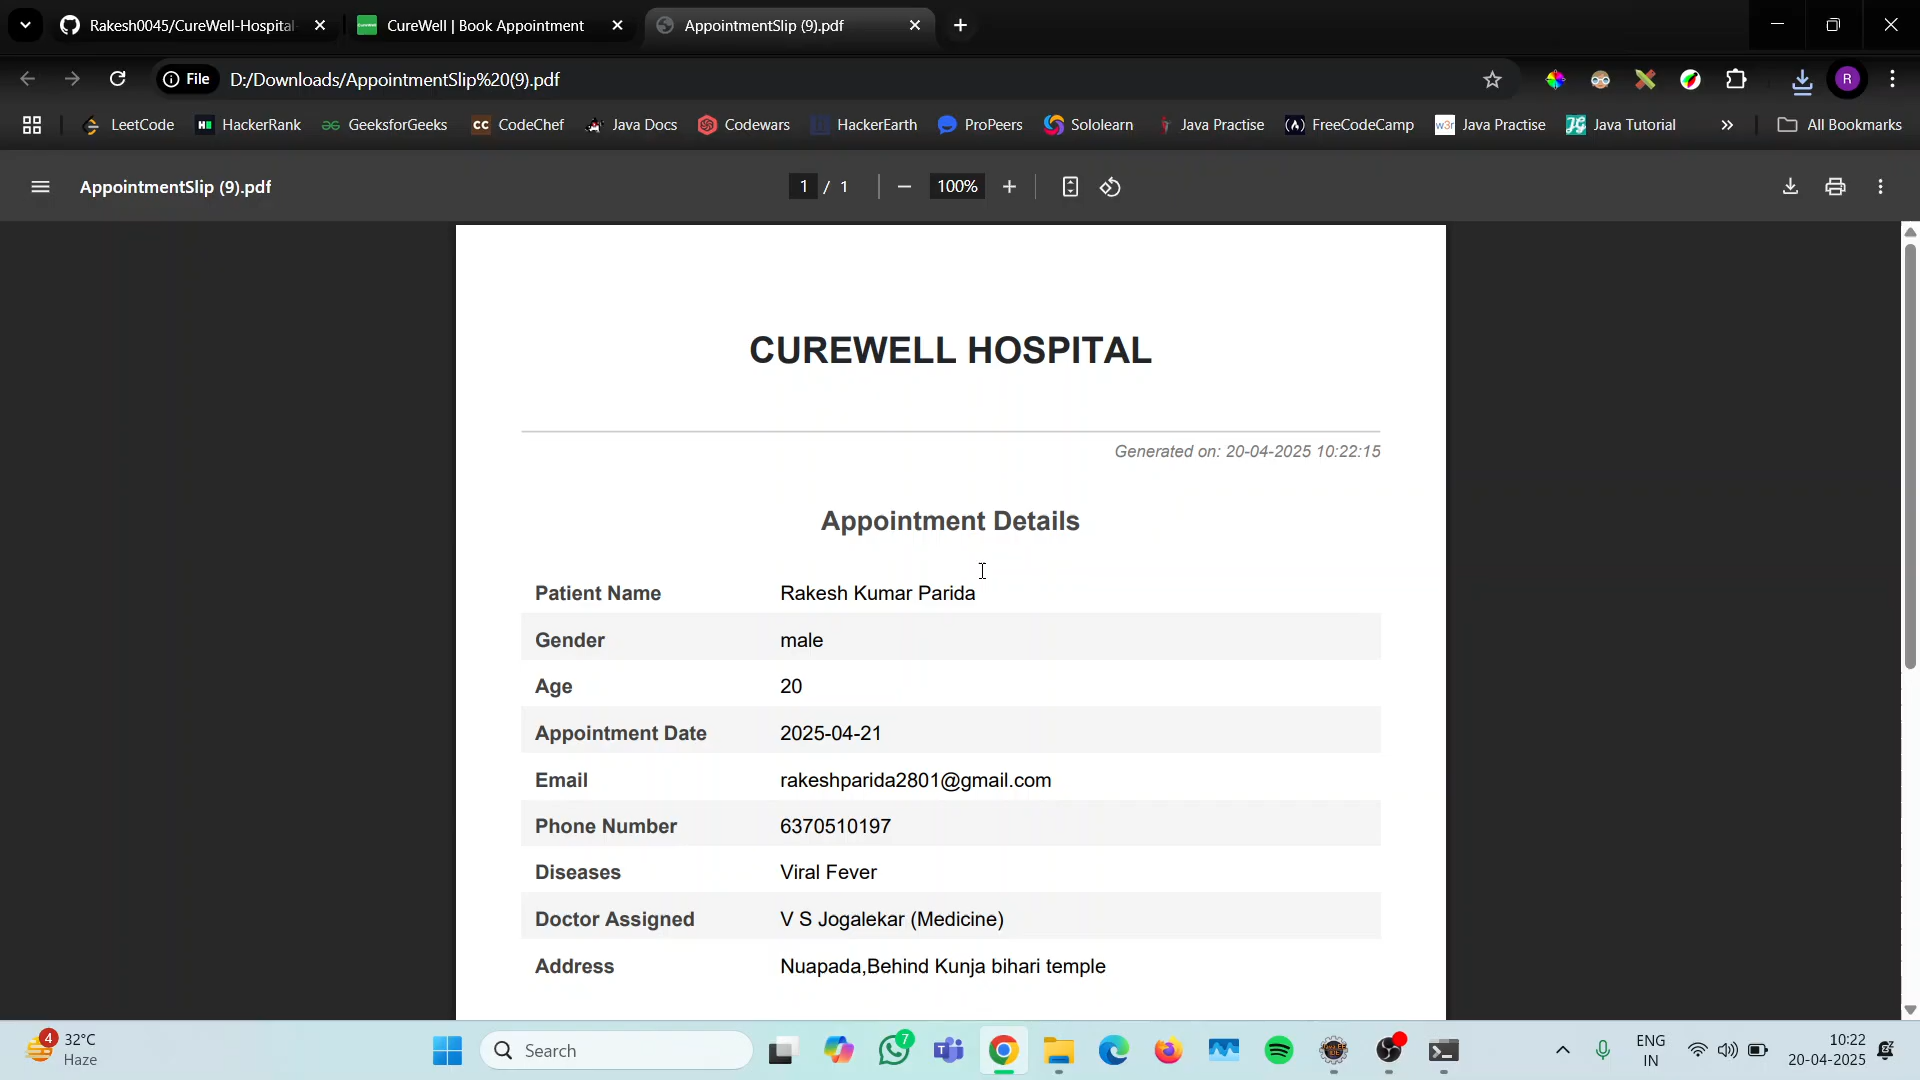 Rakesh0045/CureWell-Hospital-
CureWell | Book Appointment
AppointmentSlip (9).pdf
File
D:/Downloads/AppointmentSlip%20(9).pdf
R
LeetCode
HackerRank
GeeksforGeeks
CodeChef
Java Docs
Codewars
HackerEarth
ProPeers
Sololearn
Java Practise
FreeCodeCamp
Java Practise
Java Tutorial
All Bookmarks
AppointmentSlip (9).pdf
1 / 1
100%
CUREWELL HOSPITAL
Generated on: 20-04-2025 10:22:15
Appointment Details
Patient Name Rakesh Kumar Parida
Gender male
Age 20
Appointment Date 2025-04-21
Email rakeshparida2801@gmail.com
Phone Number 6370510197
Diseases Viral Fever
Doctor Assigned V S Jogalekar (Medicine)
Address Nuapada,Behind Kunja bihari temple
4
32°C
Haze
Search
7
ENG
IN
10:22
20-04-2025